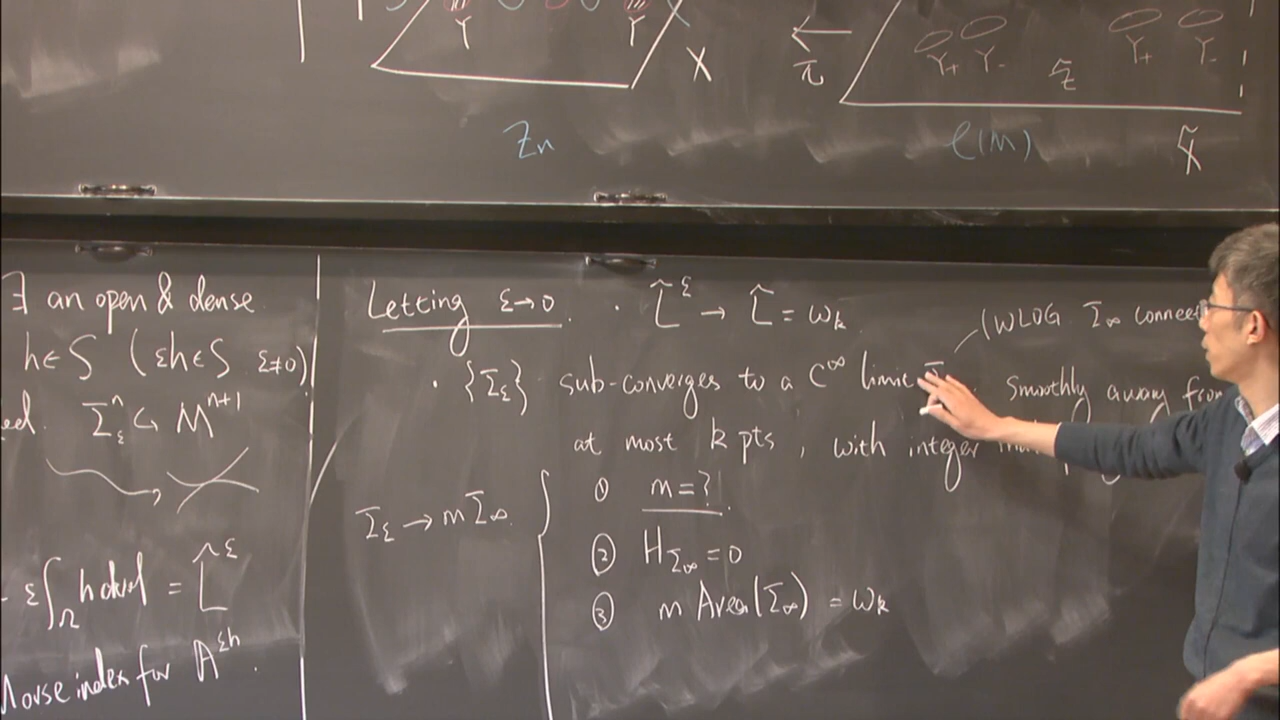 Y Y X
Zn
π
Y+ Y- Y+ Y-
Z̃
ℓ(M)
X̃
∃ an open & dense
h∈S (εh∈S ε≠0)
Σ_ε^n ↪ M^{n+1}
- ε∫_Ω h dvol = L̂^ε
Morse index for A^{εh}.
Letting ε→0. · L̂^ε → L̂ = ω_k.
(WLOG Σ_∞ connec
· {Σ_ε} sub-converges to a C^∞ limit smoothly away from
at most k pts, with integer
Σ_ε → mΣ_∞
① m=?
② H_{Σ_∞} = 0
③ m Area(Σ_∞) = ω_k